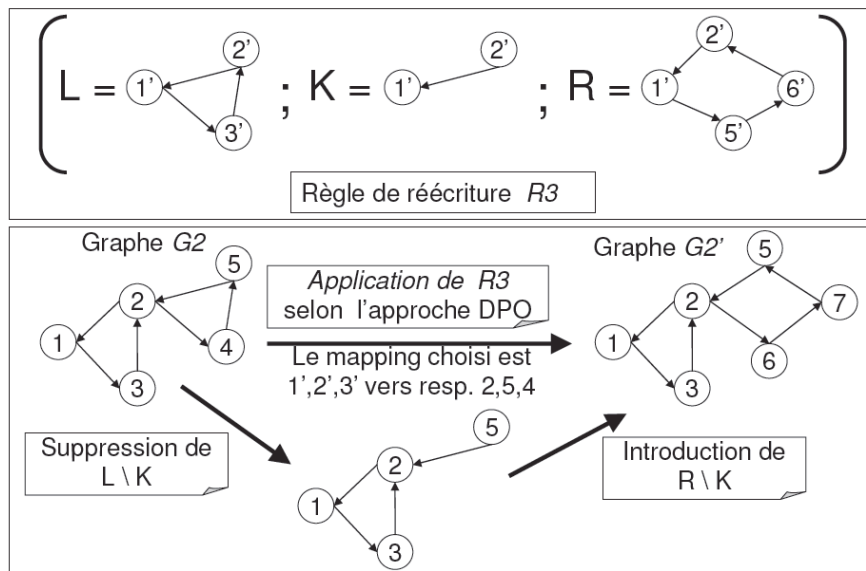 2'
2'
2'
L = 1' ; K = 1' ; R = 1' 6'
3'
5'
Règle de réécriture R3
Graphe G2
Graphe G2'
5
5
Application de R3
selon l'approche DPO
2
2
7
1
4
1
6
Le mapping choisi est
1',2',3' vers resp. 2,5,4
3
3
5
Suppression de
L \ K
2
Introduction de
R \ K
1
3